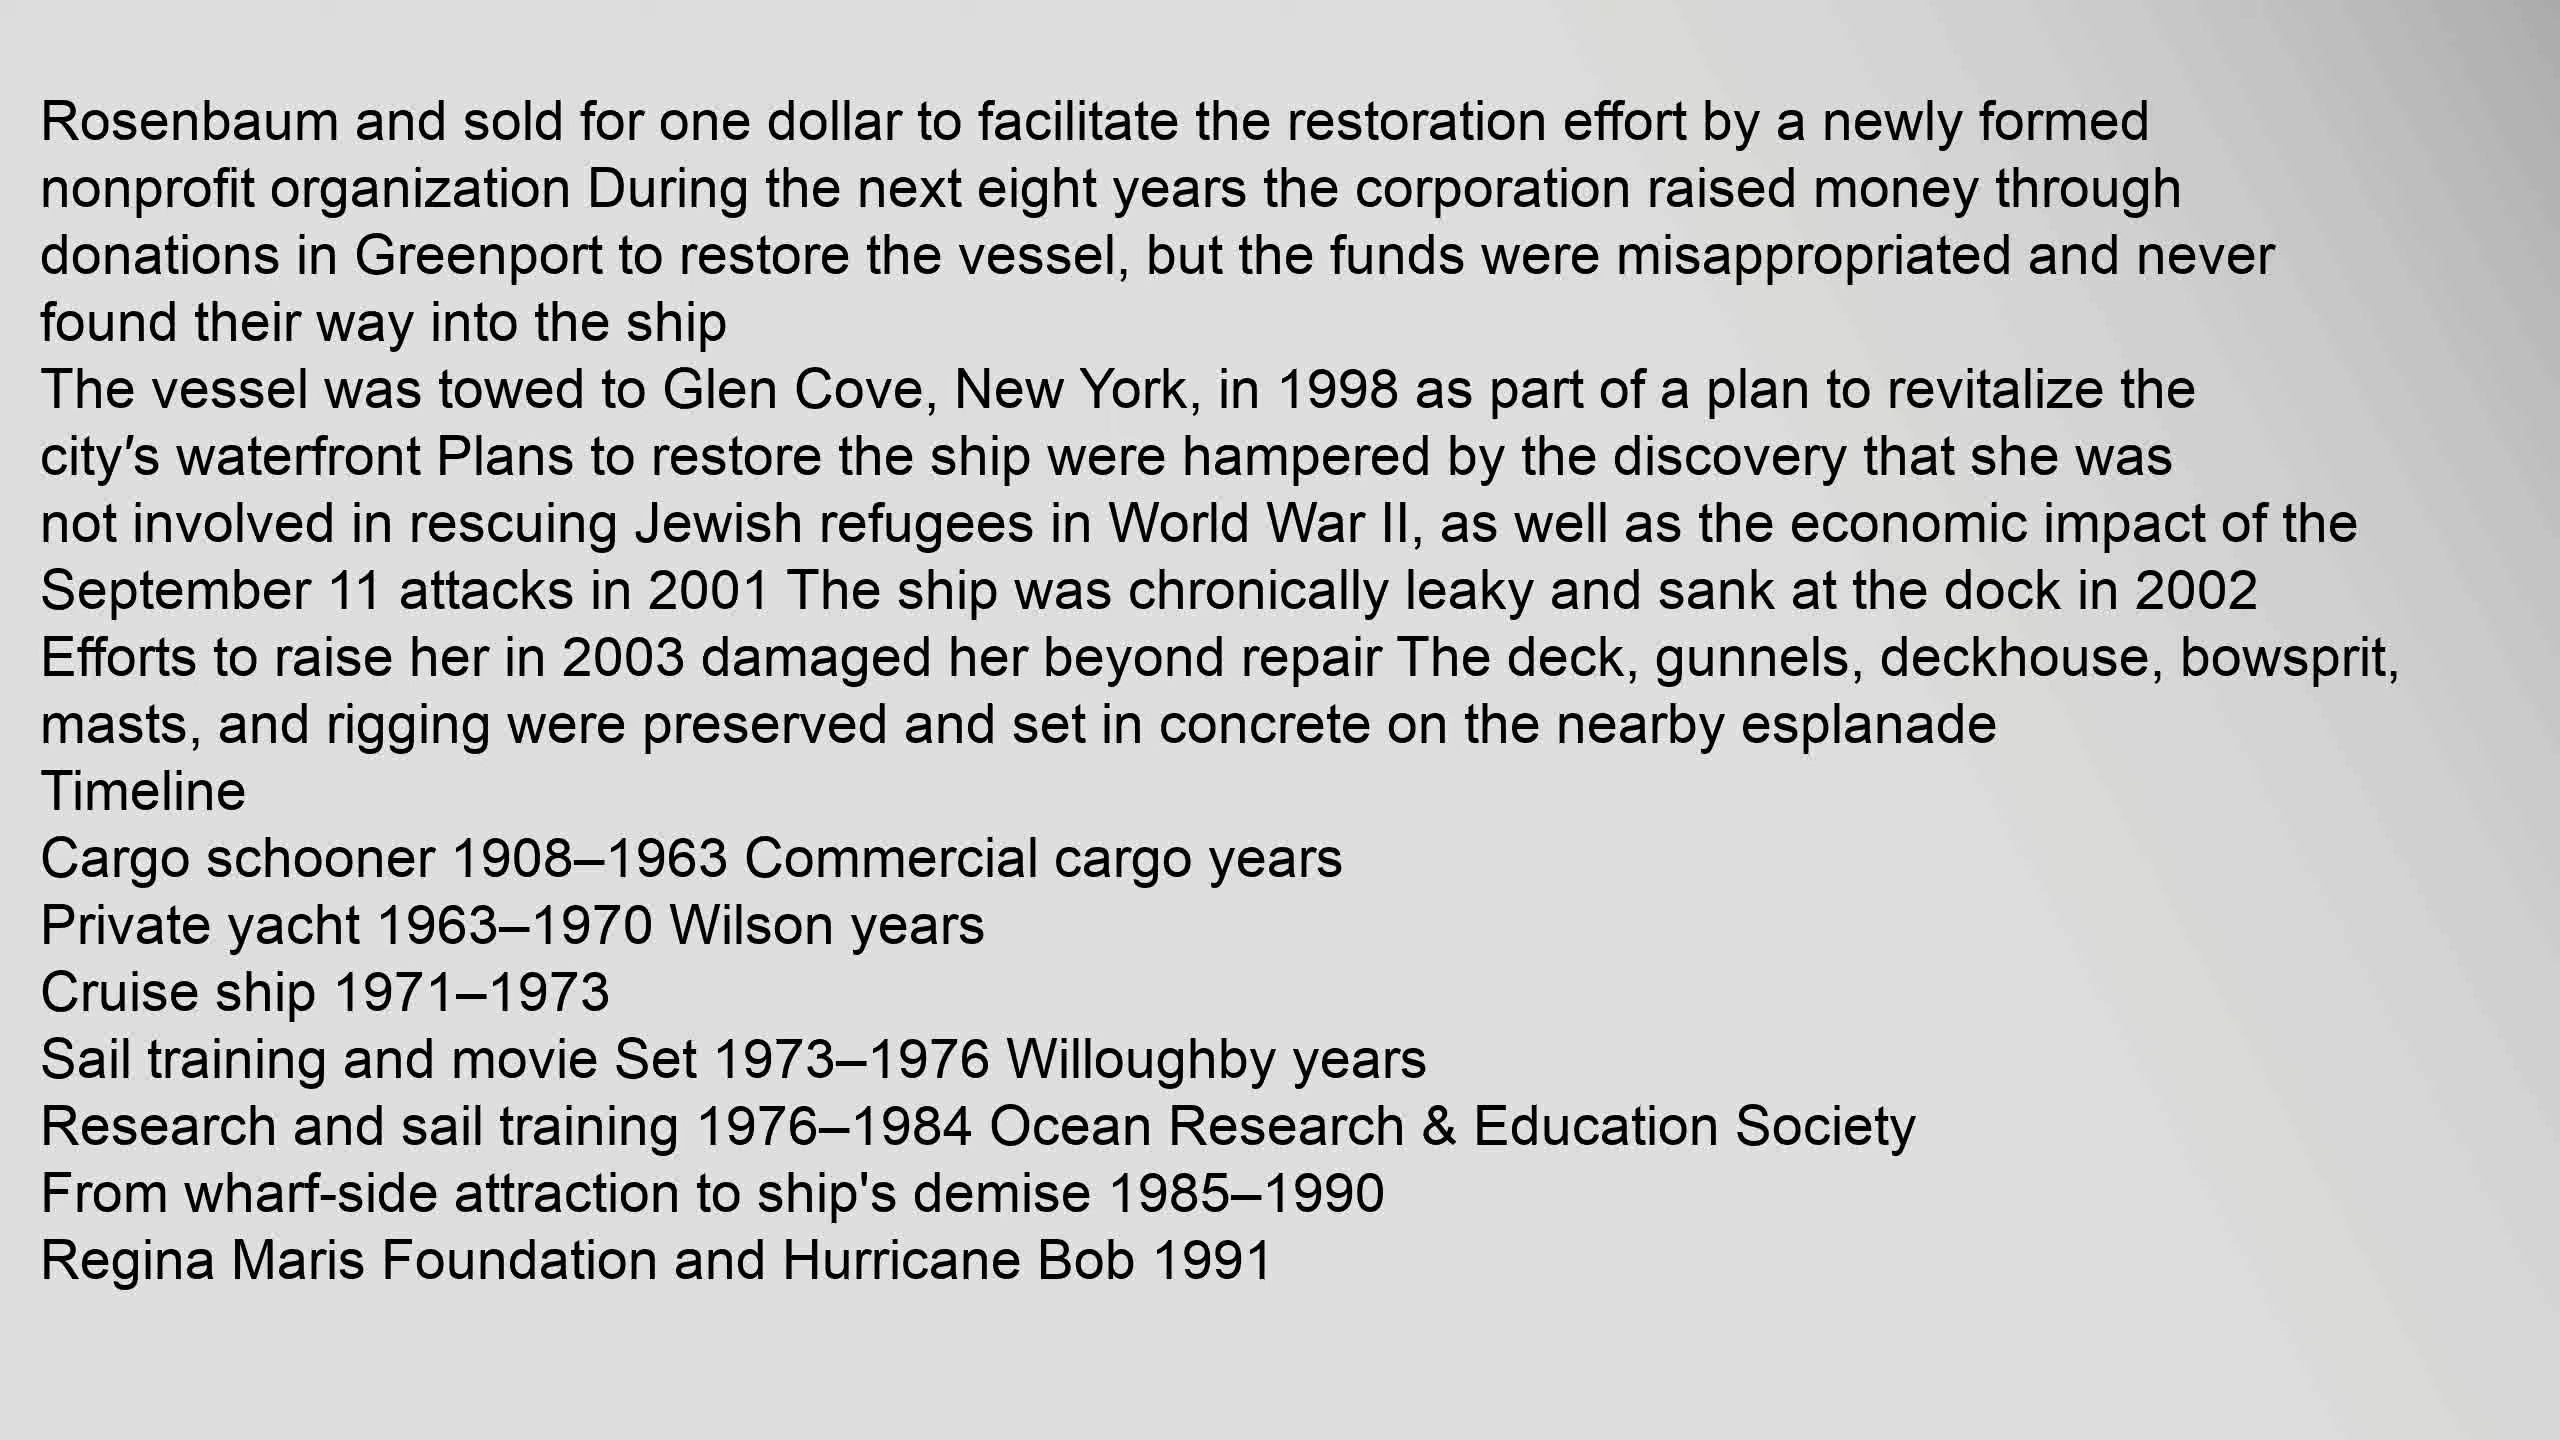 Rosenbaum and sold for one dollar to facilitate the restoration effort by a newly formed
nonprofit organization During the next eight years the corporation raised money through
donations in Greenport to restore the vessel, but the funds were misappropriated and never
found their way into the ship
The vessel was towed to Glen Cove, New York, in 1998 as part of a plan to revitalize the
city′s waterfront Plans to restore the ship were hampered by the discovery that she was
not involved in rescuing Jewish refugees in World War II, as well as the economic impact of the
September 11 attacks in 2001 The ship was chronically leaky and sank at the dock in 2002
Efforts to raise her in 2003 damaged her beyond repair The deck, gunnels, deckhouse, bowsprit,
masts, and rigging were preserved and set in concrete on the nearby esplanade
Timeline
Cargo schooner 1908–1963 Commercial cargo years
Private yacht 1963–1970 Wilson years
Cruise ship 1971–1973
Sail training and movie Set 1973–1976 Willoughby years
Research and sail training 1976–1984 Ocean Research & Education Society
From wharf-side attraction to ship's demise 1985–1990
Regina Maris Foundation and Hurricane Bob 1991